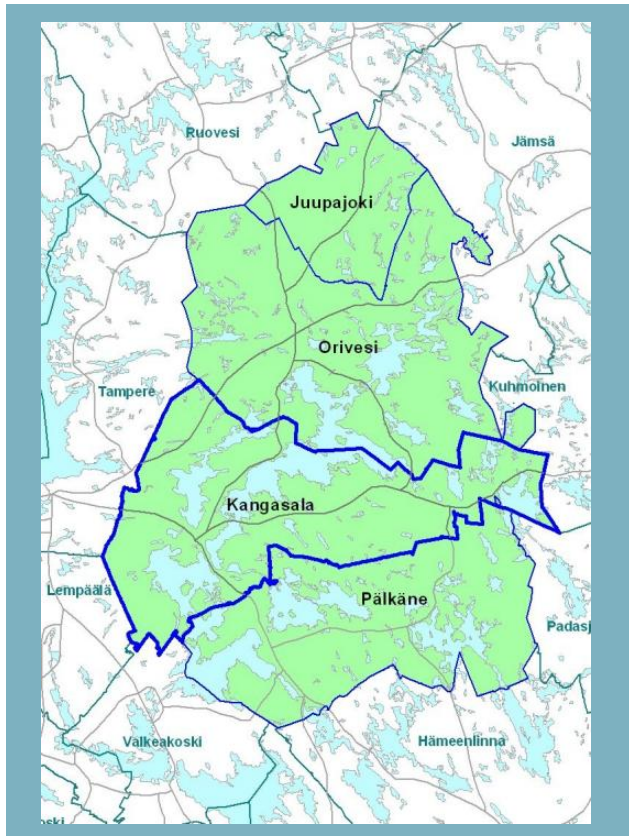 Ruovesi
Jämsä
Juupajoki
Orivesi
Tampere
Kuhmoinen
Kangasala
Lempäälä
Pälkäne
Padasj
Valkeakoski
Hämeenlinna
oski